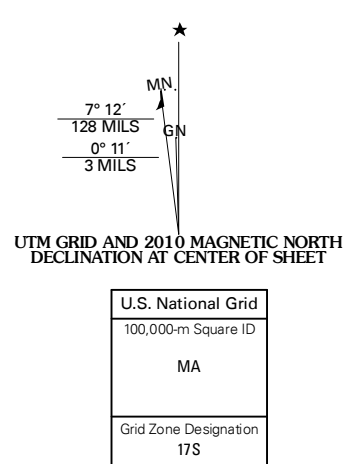 MN.
7° 12´
128 MILS
GN
0° 11´
3 MILS
UTM GRID AND 2010 MAGNETIC NORTH
DECLINATION AT CENTER OF SHEET
U.S. National Grid
100,000-m Square ID
MA
Grid Zone Designation
17S